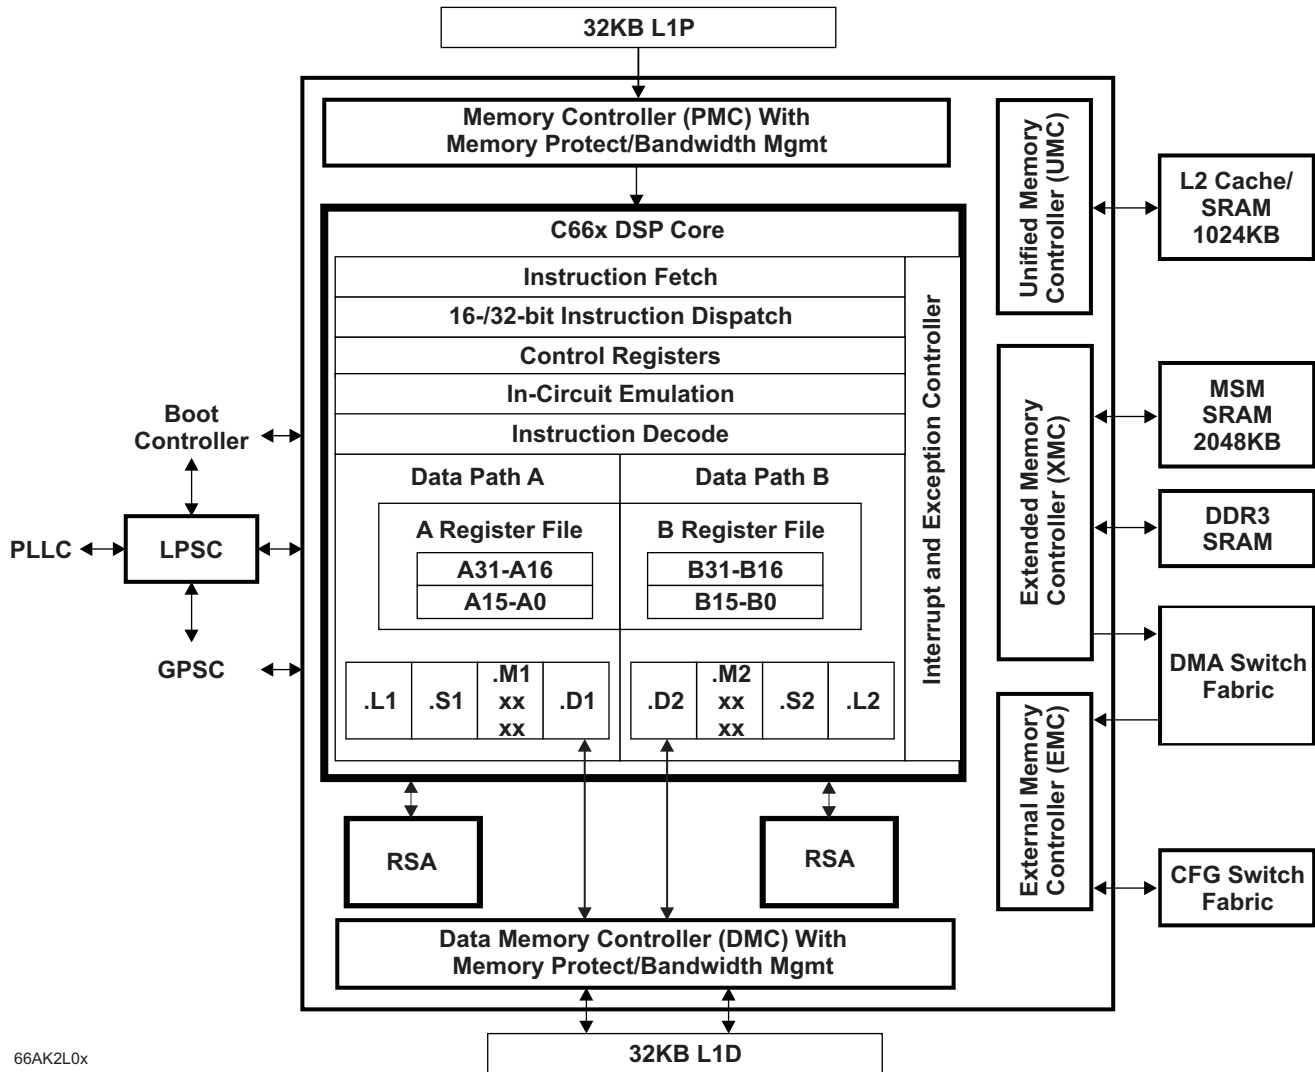 32KB L1P
Memory Controller (PMC) With
Memory Protect/Bandwidth Mgmt
C66x DSP Core
Instruction Fetch
16-/32-bit Instruction Dispatch
Control Registers
In-Circuit Emulation
Instruction Decode
Data Path A
Data Path B
A Register File
B Register File
A31-A16
A15-A0
B31-B16
B15-B0
.L1
.S1
.M1
xx
xx
.D1
.D2
.M2
xx
xx
.S2
.L2
Interrupt and Exception Controller
RSA
RSA
Data Memory Controller (DMC) With
Memory Protect/Bandwidth Mgmt
32KB L1D
Boot
Controller
PLLC
LPSC
GPSC
Unified Memory
Controller (UMC)
Extended Memory
Controller (XMC)
External Memory
Controller (EMC)
L2 Cache/
SRAM
1024KB
MSM
SRAM
2048KB
DDR3
SRAM
DMA Switch
Fabric
CFG Switch
Fabric
66AK2L0x